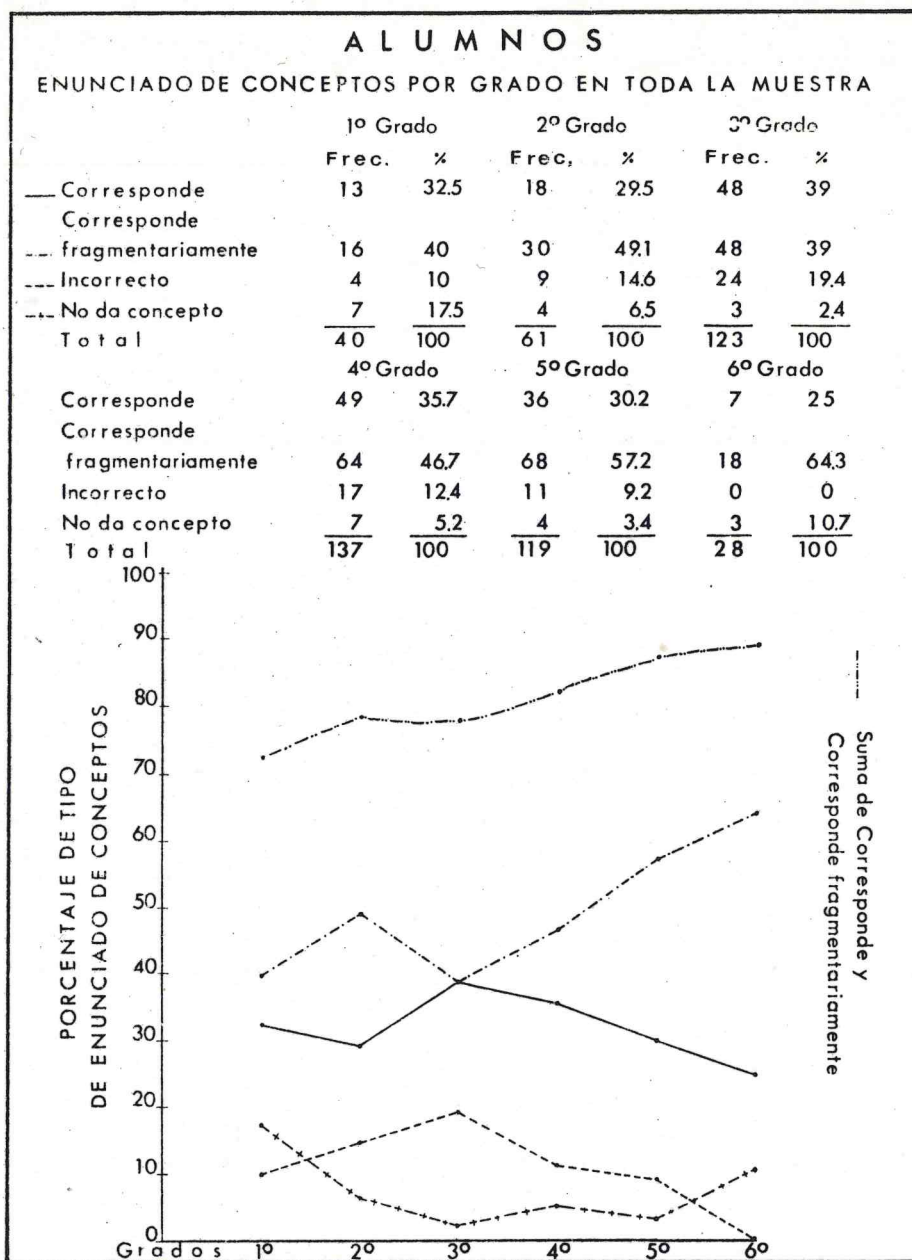 ALUMNOS
ENUNCIADO DE CONCEPTOS POR GRADO EN TODA LA MUESTRA
1º Grado 2º Grado 3º Grado
Frec. % Frec, % Frec. %
Corresponde 13 32.5 18 29.5 48 39
Corresponde
fragmentariamente 16 40 30 49.1 48 39
Incorrecto 4 10 9 14.6 24 19.4
No da concepto 7 17.5 4 6.5 3 2.4
Total 40 100 61 100 123 100
4º Grado 5º Grado 6º Grado
Corresponde 49 35.7 36 30.2 7 25
Corresponde
fragmentariamente 64 46.7 68 57.2 18 64.3
Incorrecto 17 12.4 11 9.2 0 0
No da concepto 7 5.2 4 3.4 3 10.7
Total 137 100 119 100 28 100
100
90
80
70
60
50
40
30
20
10
0
PORCENTAJE DE TIPO
DE ENUNCIADO DE CONCEPTOS
Suma de Corresponde y
Corresponde fragmentariamente
Grados 1º 2º 3º 4º 5º 6º